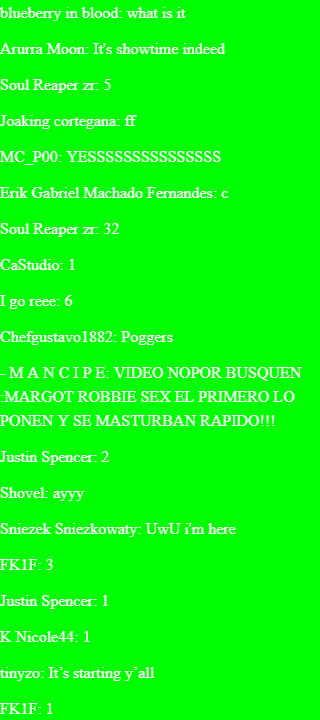 blueberry in blood: what is it
Arurra Moon: It's showtime indeed
Soul Reaper zr: 5
Joaking cortegana: ff
MC_P00: YESSSSSSSSSSSSSSS
Erik Gabriel Machado Fernandes: c
Soul Reaper zr: 32
CaStudio: 1
I go reee: 6
Chefgustavo1882: Poggers
- M A N C I P E: VIDEO NOPOR BUSQUEN
:MARGOT ROBBIE SEX EL PRIMERO LO
PONEN Y SE MASTURBAN RAPIDO!!!
Justin Spencer: 2
Shovel: ayyy
Sniezek Sniezkowaty: UwU i'm here
FK1F: 3
Justin Spencer: 1
K Nicole44: 1
tinyzo: It’s starting y’all
FK1F: 1